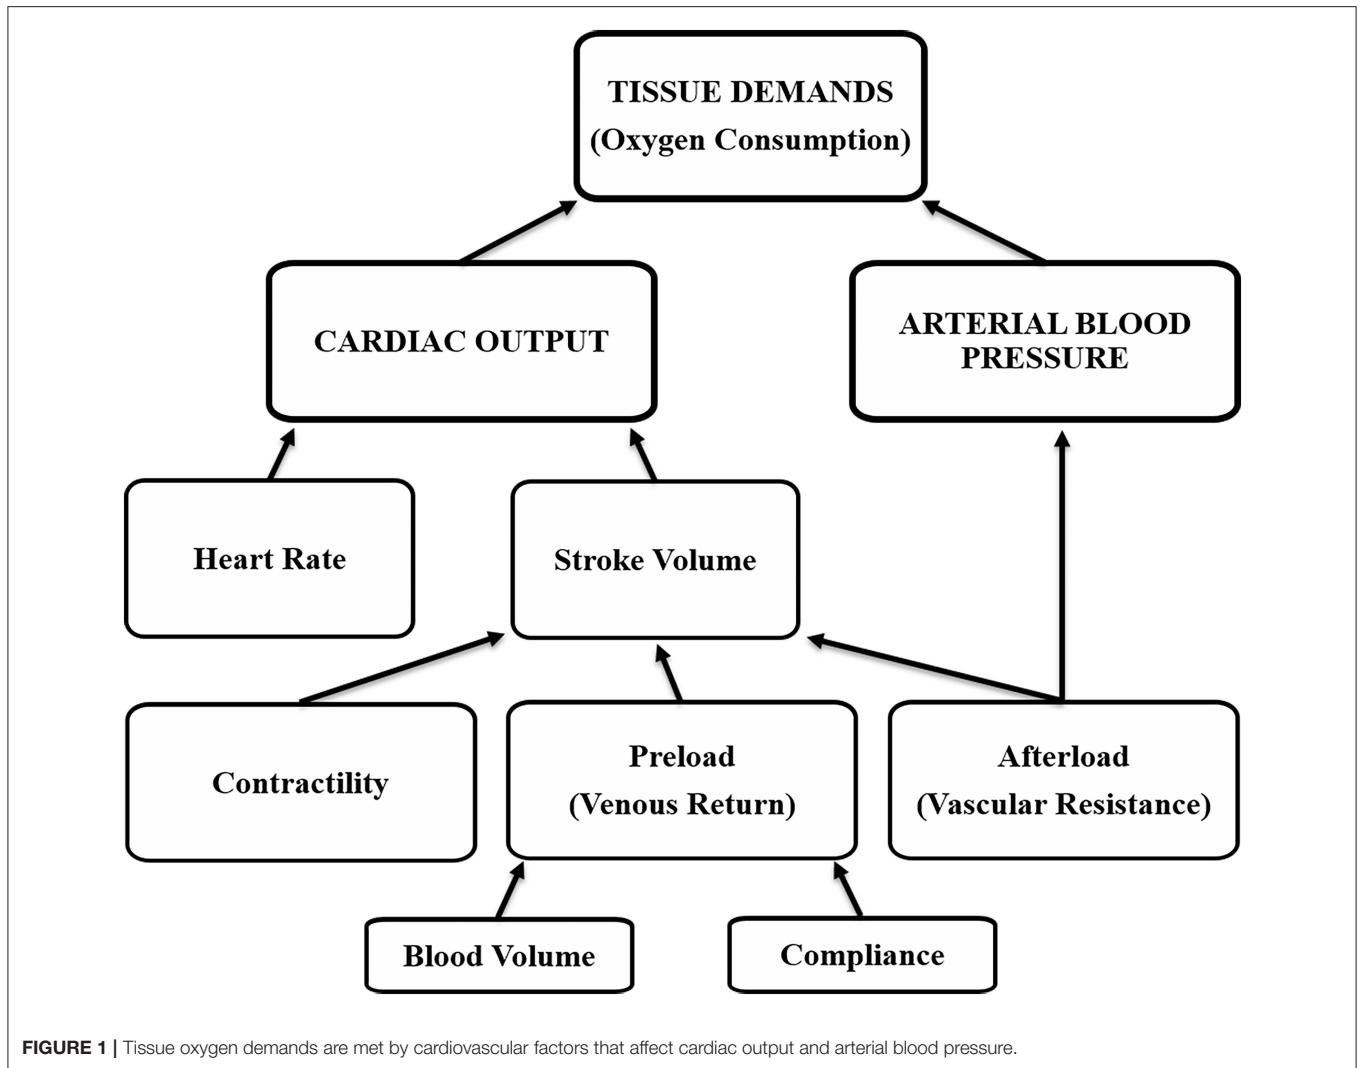 TISSUE DEMANDS
(Oxygen Consumption)
CARDIAC OUTPUT
ARTERIAL BLOOD
PRESSURE
Heart Rate
Stroke Volume
Contractility
Preload
(Venous Return)
Afterload
(Vascular Resistance)
Blood Volume
Compliance
FIGURE 1 | Tissue oxygen demands are met by cardiovascular factors that affect cardiac output and arterial blood pressure.